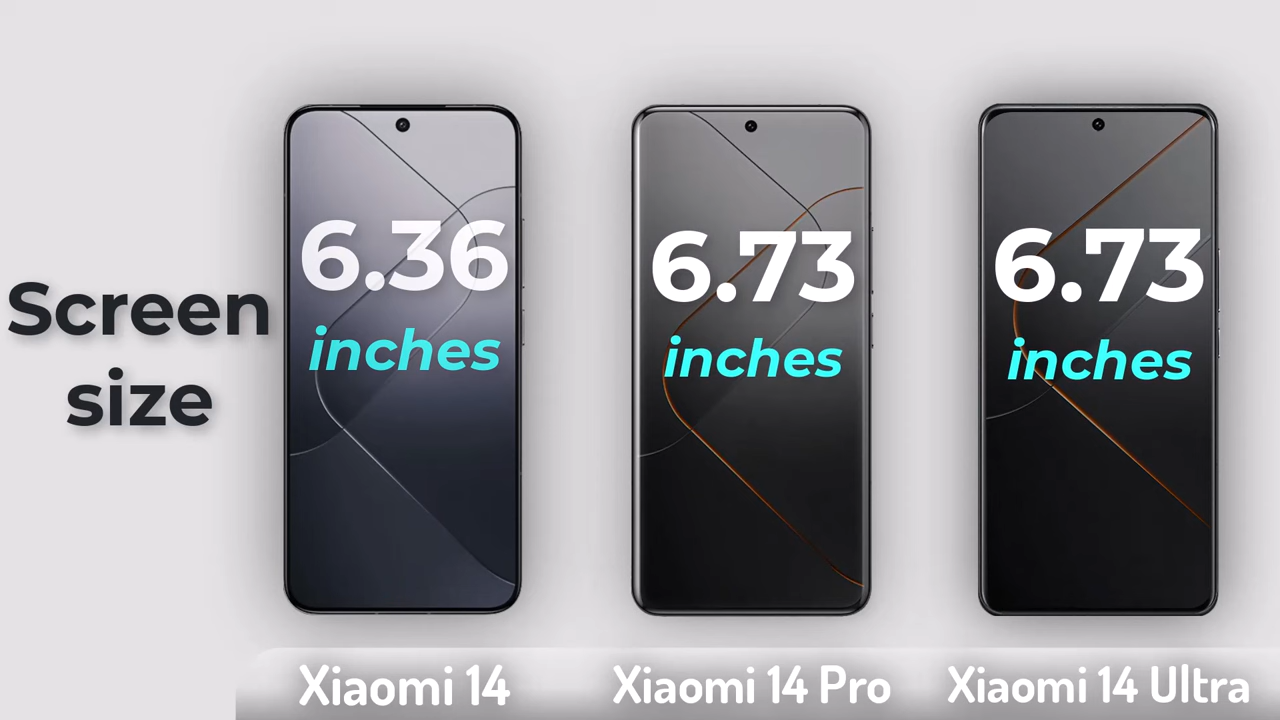 Screen
size
6.36
inches
6.73
inches
6.73
inches
Xiaomi 14
Xiaomi 14 Pro
Xiaomi 14 Ultra